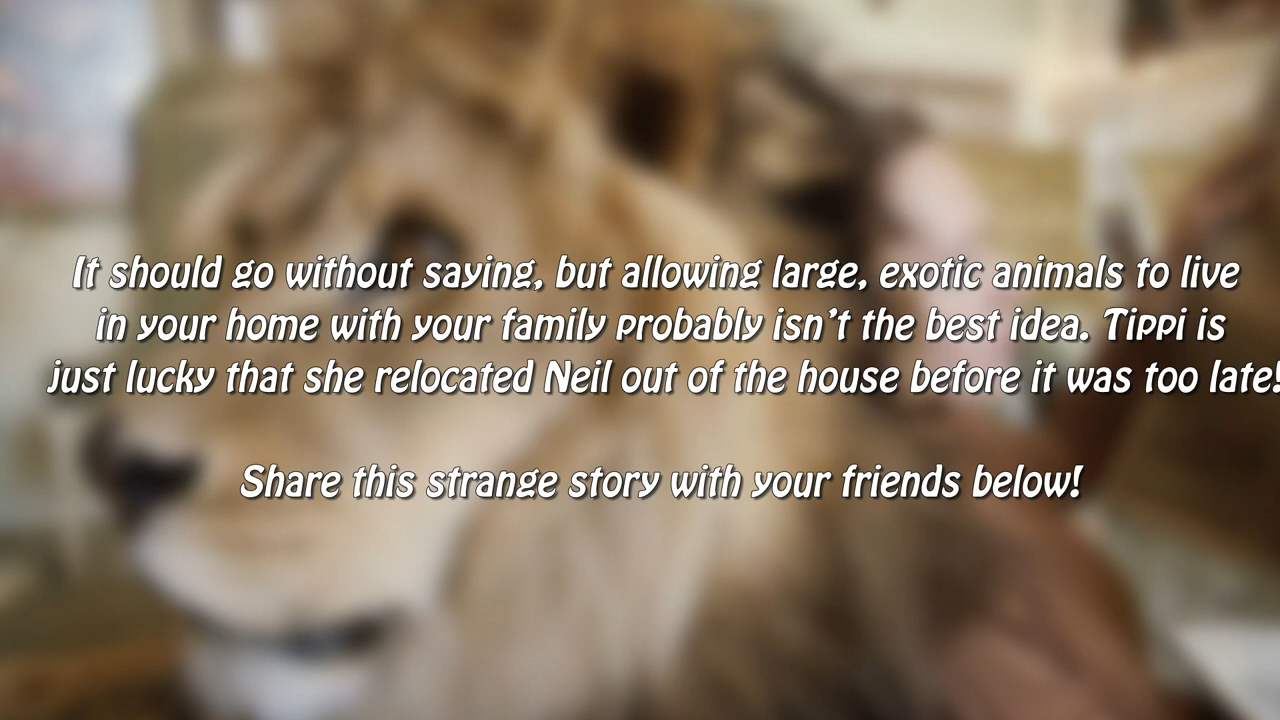 It should go without saying, but allowing large, exotic animals to live
in your home with your family probably isn't the best idea. Tippi is
just lucky that she relocated Neil out of the house before it was too late!
Share this strange story with your friends below!